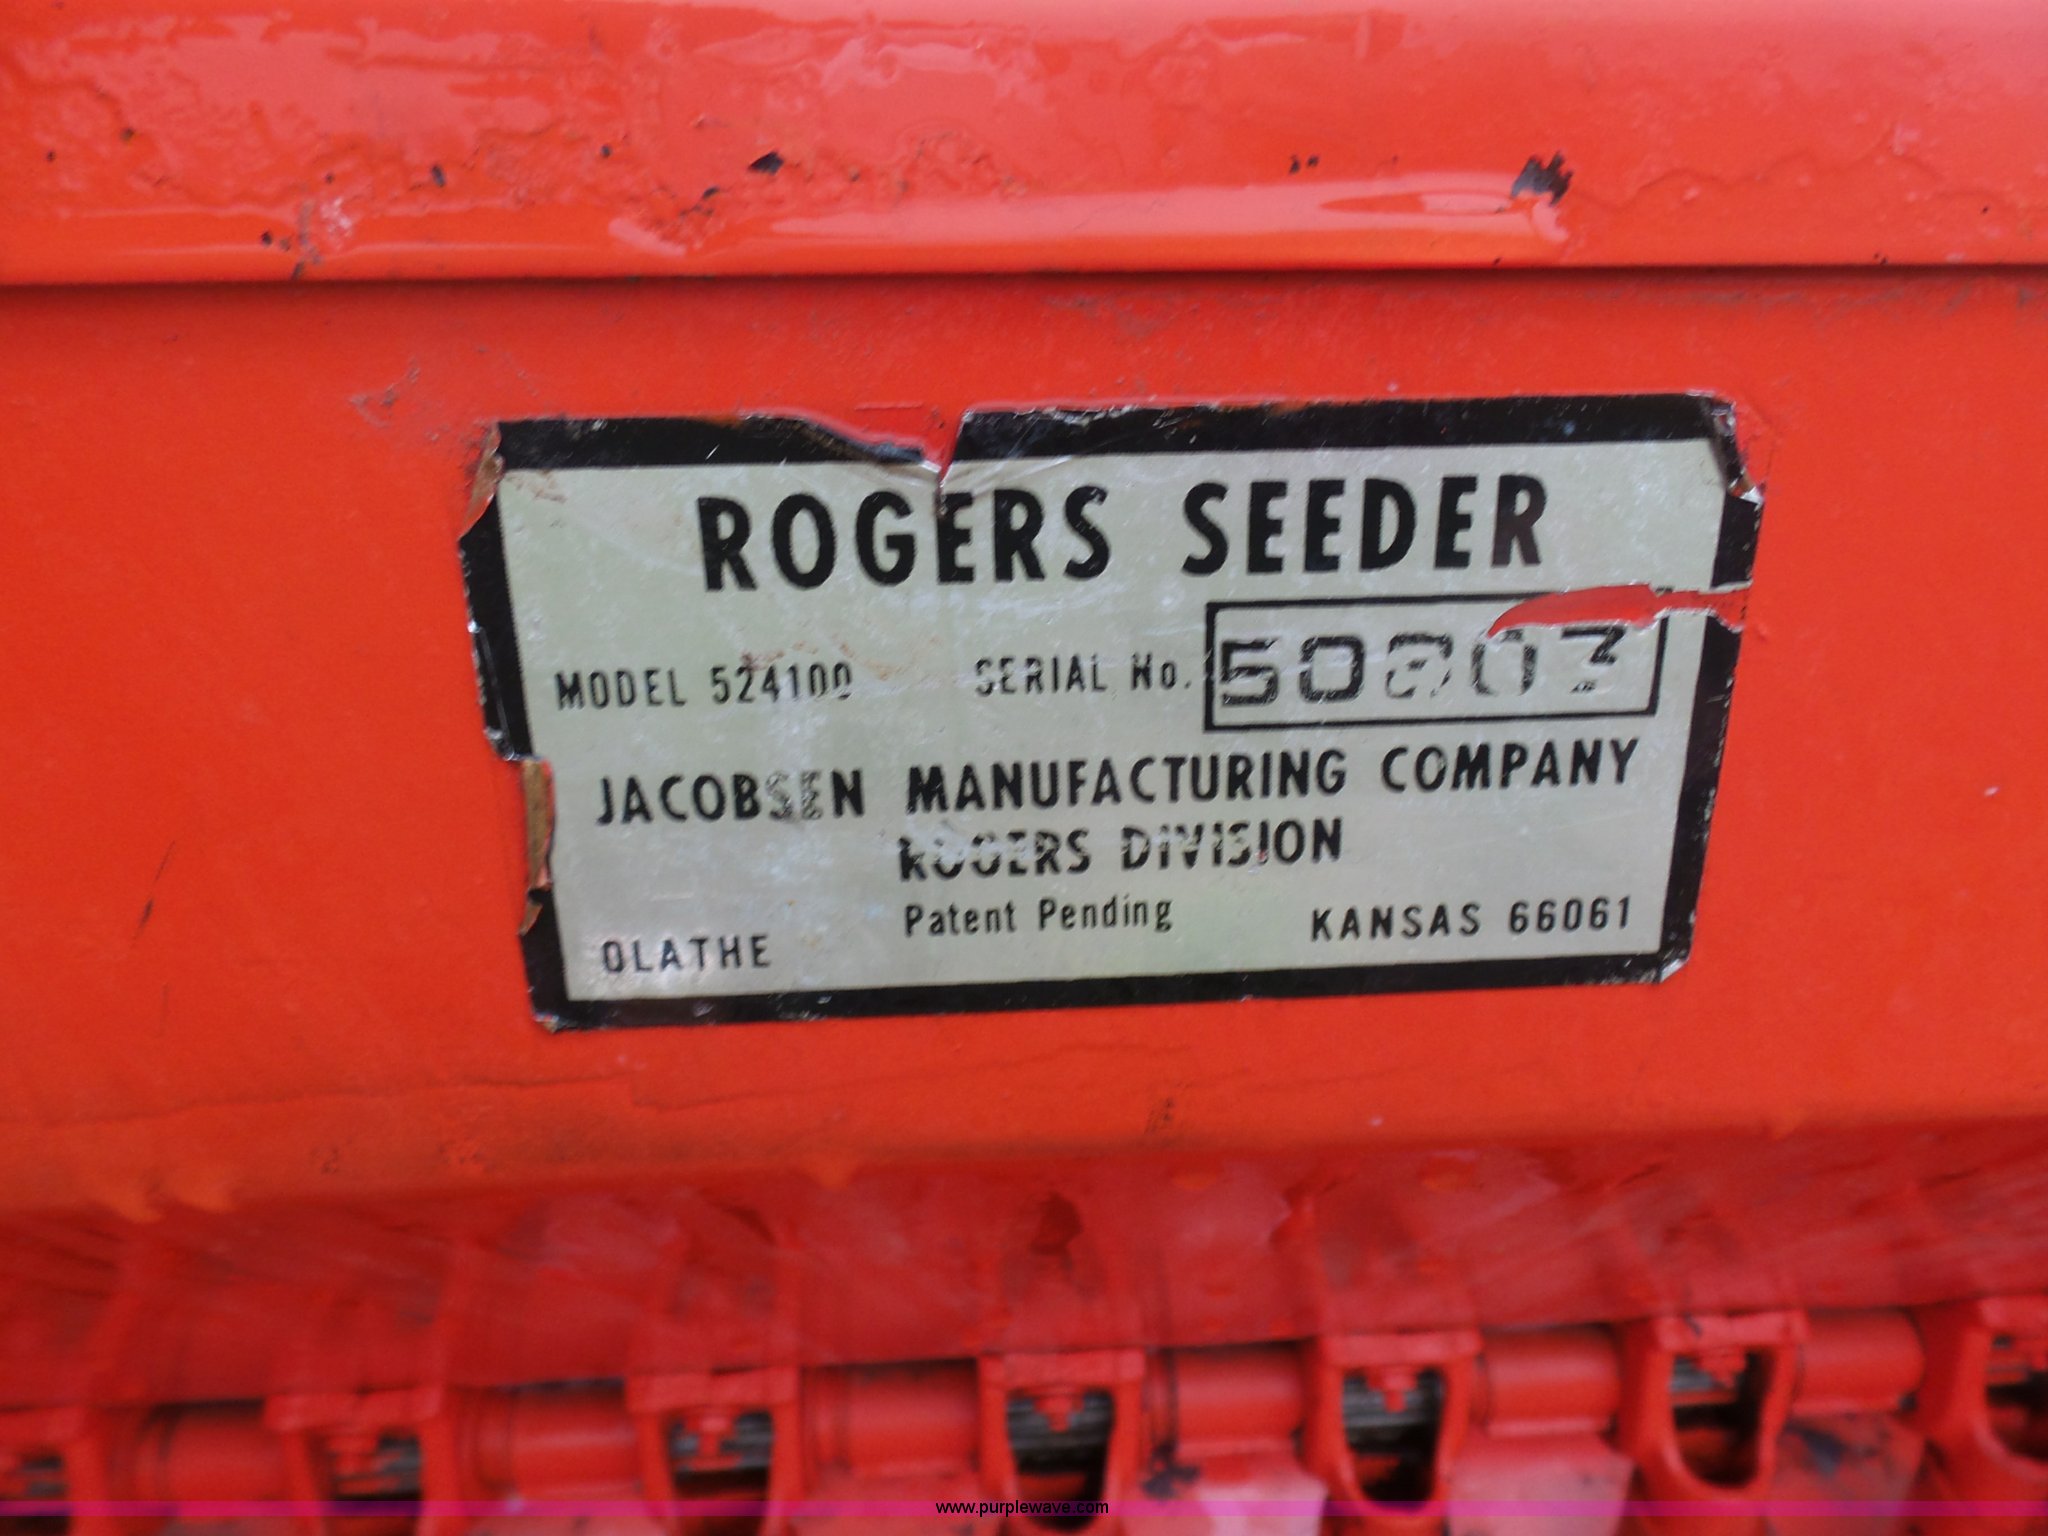 ROGERS SEEDER
MODEL 524100 SERIAL No.
JACOBSEN MANUFACTURING COMPANY
ROGERS DIVISION
Patent Pending
OLATHE KANSAS 66061
www.purplewave.com